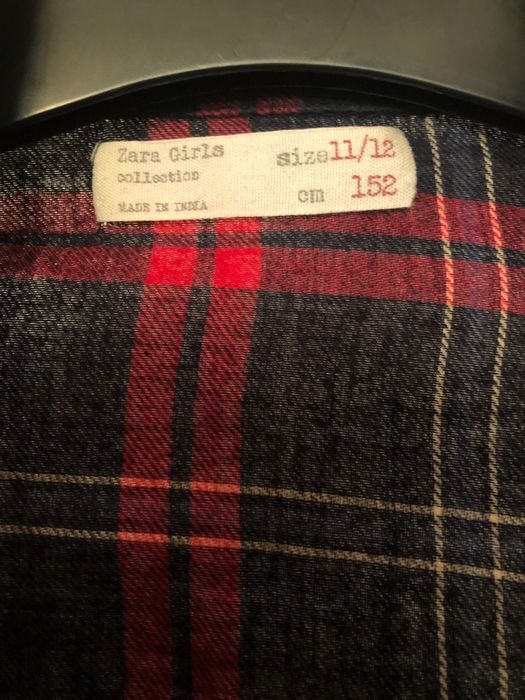 Zara Girls
collection
MADE IN INDIA
size 11/12
cm 152